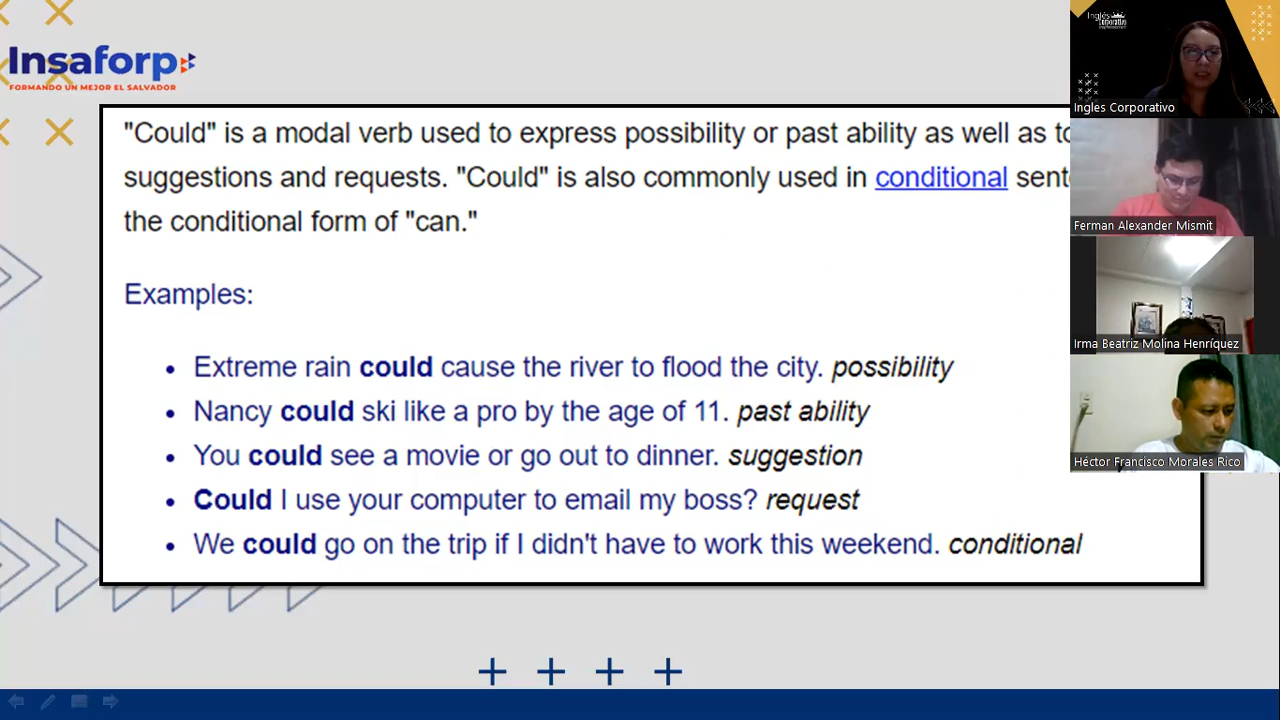 Insaforp
FORMANDO UN MEJOR EL SALVADOR
"Could" is a modal verb used to express possibility or past ability as well as to
suggestions and requests. "Could" is also commonly used in conditional sent
the conditional form of "can."
Examples:
• Extreme rain could cause the river to flood the city. possibility
• Nancy could ski like a pro by the age of 11. past ability
• You could see a movie or go out to dinner. suggestion
• Could I use your computer to email my boss? request
• We could go on the trip if I didn't have to work this weekend. conditional
Inglés
Corporativo
Ingles Corporativo
Ferman Alexander Mismit
Irma Beatriz Molina Henríquez
Héctor Francisco Morales Rico